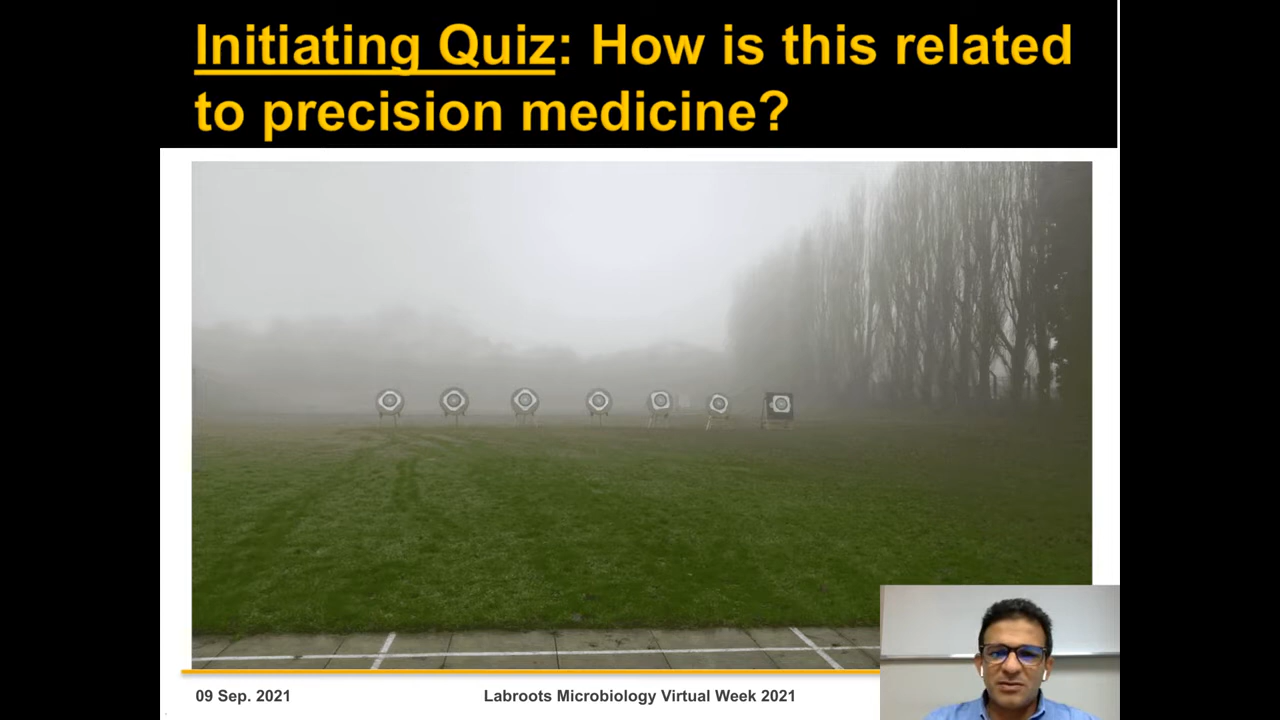 Initiating Quiz: How is this related
to precision medicine?
09 Sep. 2021
Labroots Microbiology Virtual Week 2021